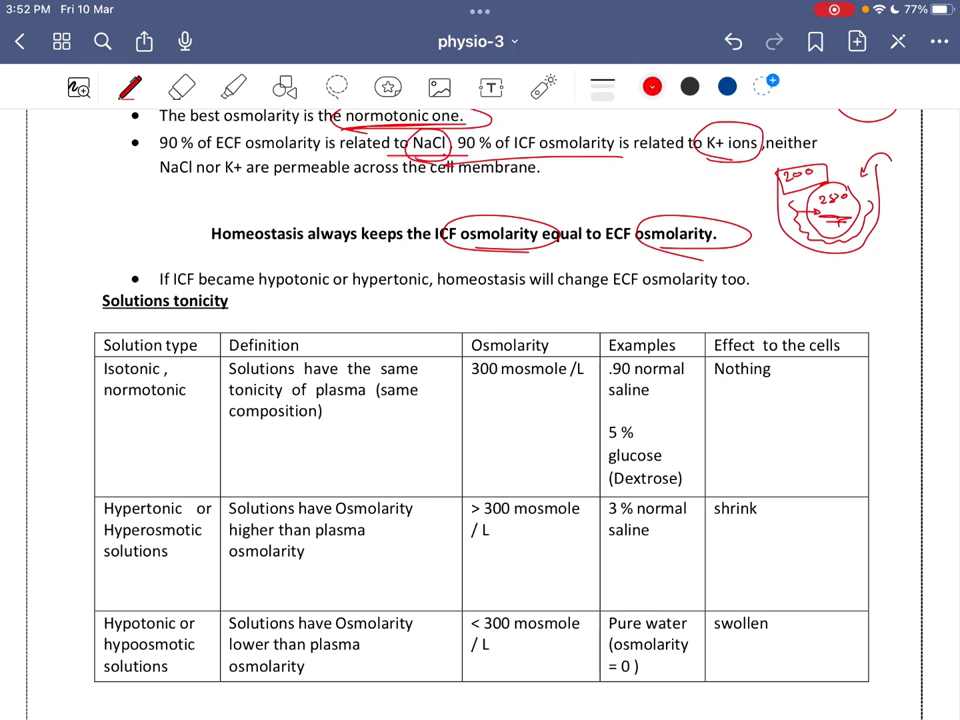 3:52 PM Fri 10 Mar
77%
physio-3
T
• The best osmolarity is the normotonic one.
• 90 % of ECF osmolarity is related to NaCl , 90 % of ICF osmolarity is related to K+ ions ,neither
NaCl nor K+ are permeable across the cell membrane.
200
280
Homeostasis always keeps the ICF osmolarity equal to ECF osmolarity.
• If ICF became hypotonic or hypertonic, homeostasis will change ECF osmolarity too.
Solutions tonicity
Solution type Definition Osmolarity Examples Effect to the cells
Isotonic , Solutions have the same 300 mosmole /L .90 normal Nothing
normotonic tonicity of plasma (same saline
composition)
5 %
glucose
(Dextrose)
Hypertonic or Solutions have Osmolarity > 300 mosmole 3 % normal shrink
Hyperosmotic higher than plasma / L saline
solutions osmolarity
Hypotonic or Solutions have Osmolarity < 300 mosmole Pure water swollen
hypoosmotic lower than plasma / L (osmolarity
solutions osmolarity = 0 )